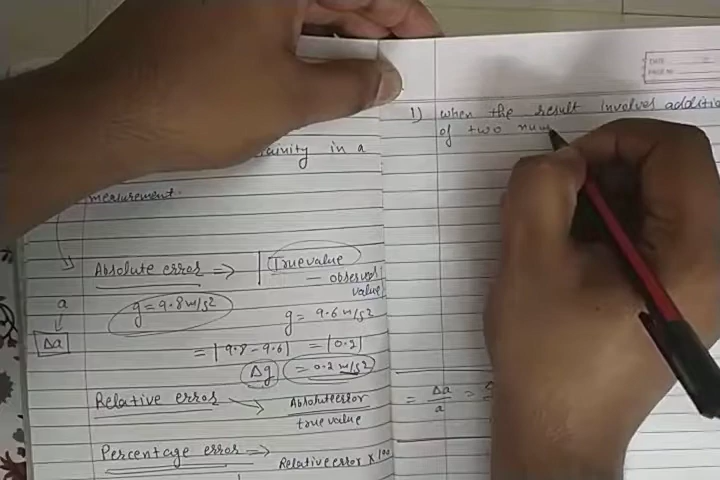 DATE
PAGE NO
1) when the result involves additio
of two num
in a
measurement.
Absolute error => |True value
— observed
value|
a
Δa
g = 9.8 m/s2
g = 9.6 m/s2
= |9.8 - 9.6| = |0.2|
Δg = 0.2 m/s2
Relative error → Absolute error
true value
= Δa
a
Percentage error →
Relative error × 100